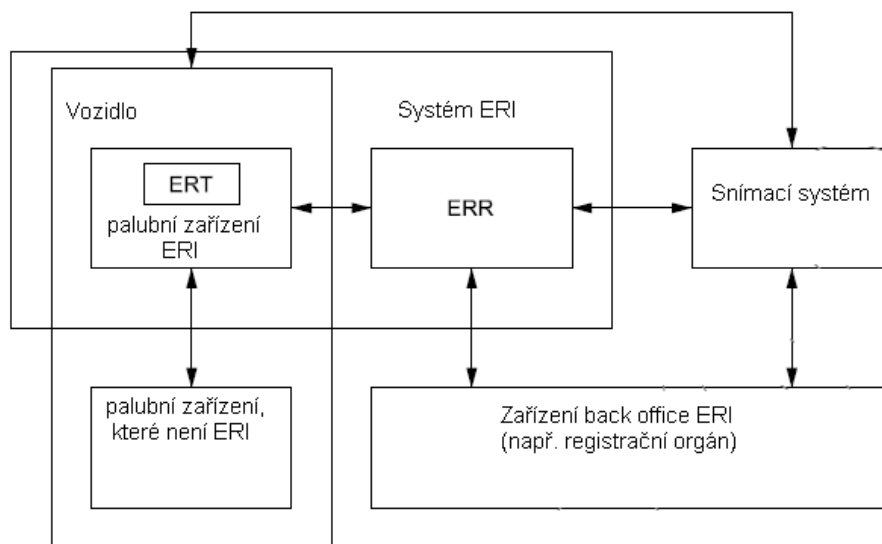 Vozidlo
Systém ERI
ERT
palubní zařízení
ERI
ERR
Snímací systém
palubní zařízení,
které není ERI
Zařízení back office ERI
(např. registrační orgán)